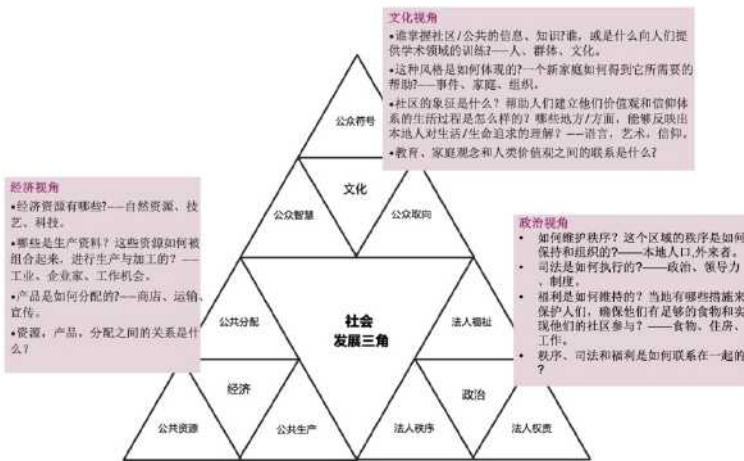 文化视角
•谁掌握社区/公共的信息、知识?谁，或是什么向人们提
供学术领域的训练?——人、群体、文化。
•这种风格是如何体现的?一个新家庭如何得到它所需要的
帮助?——事件、家庭、组织。
•社区的象征是什么？帮助人们建立他们价值观和信仰体
系的生活过程是怎么样的？哪些地方/方面，能够反映出
本地人对生活/生命追求的理解？——语言，艺术，信仰。
•教育、家庭观念和人类价值观之间的联系是什么？
公众符号
文化
公众智慧
公众取向
经济视角
•经济资源有哪些?——自然资源、技
艺、科技。
•哪些是生产资料？这些资源如何被
组合起来，进行生产与加工的？——
工业、企业家、工作机会。
•产品是如何分配的?——商店、运输、
宣传。
•资源，产品，分配之间的关系是什
么？
政治视角
• 如何维护秩序？这个区域的秩序是如何
保持和组织的?——本地人口,外来者。
• 司法是如何执行的？——政治、领导力
、制度。
• 福利是如何维持的？当地有哪些措施来
保护人们，确保他们有足够的食物和实
现他们的社区参与？——食物、住房、
工作。
• 秩序、司法和福利是如何联系在一起的
？
公共分配
社会
发展三角
法人福祉
经济
政治
公共资源
公共生产
法人秩序
法人权责